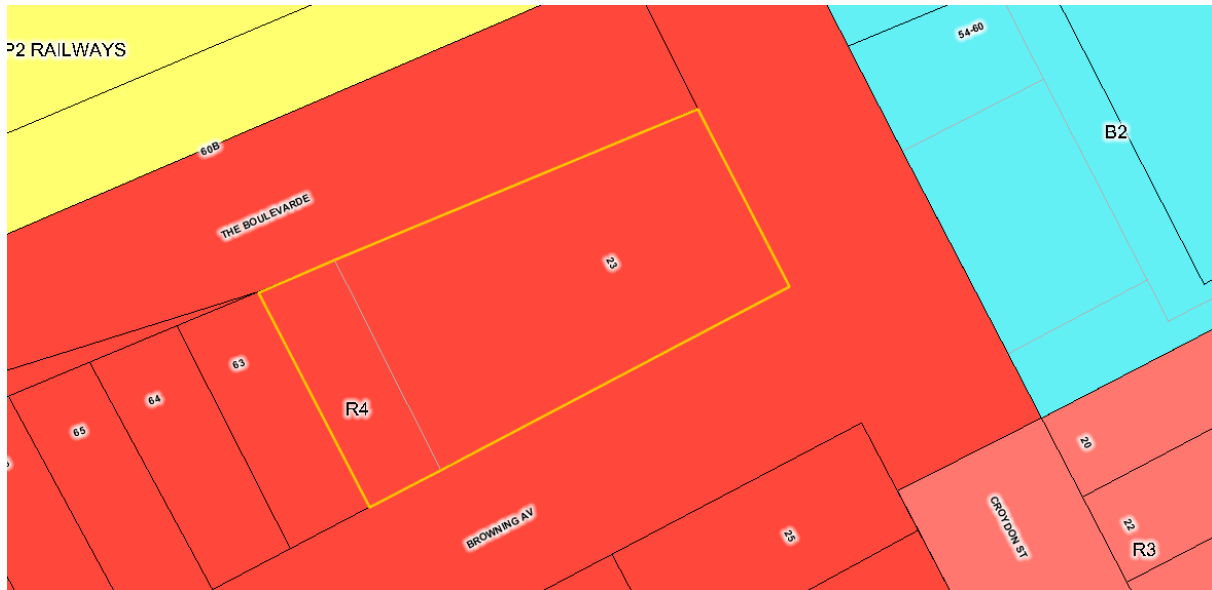 54-60
P2 RAILWAYS
B2
60B
THE BOULEVARDE
23
63
64
R4
65
20
BROWNING AV
CROYDON ST
22
25
R3